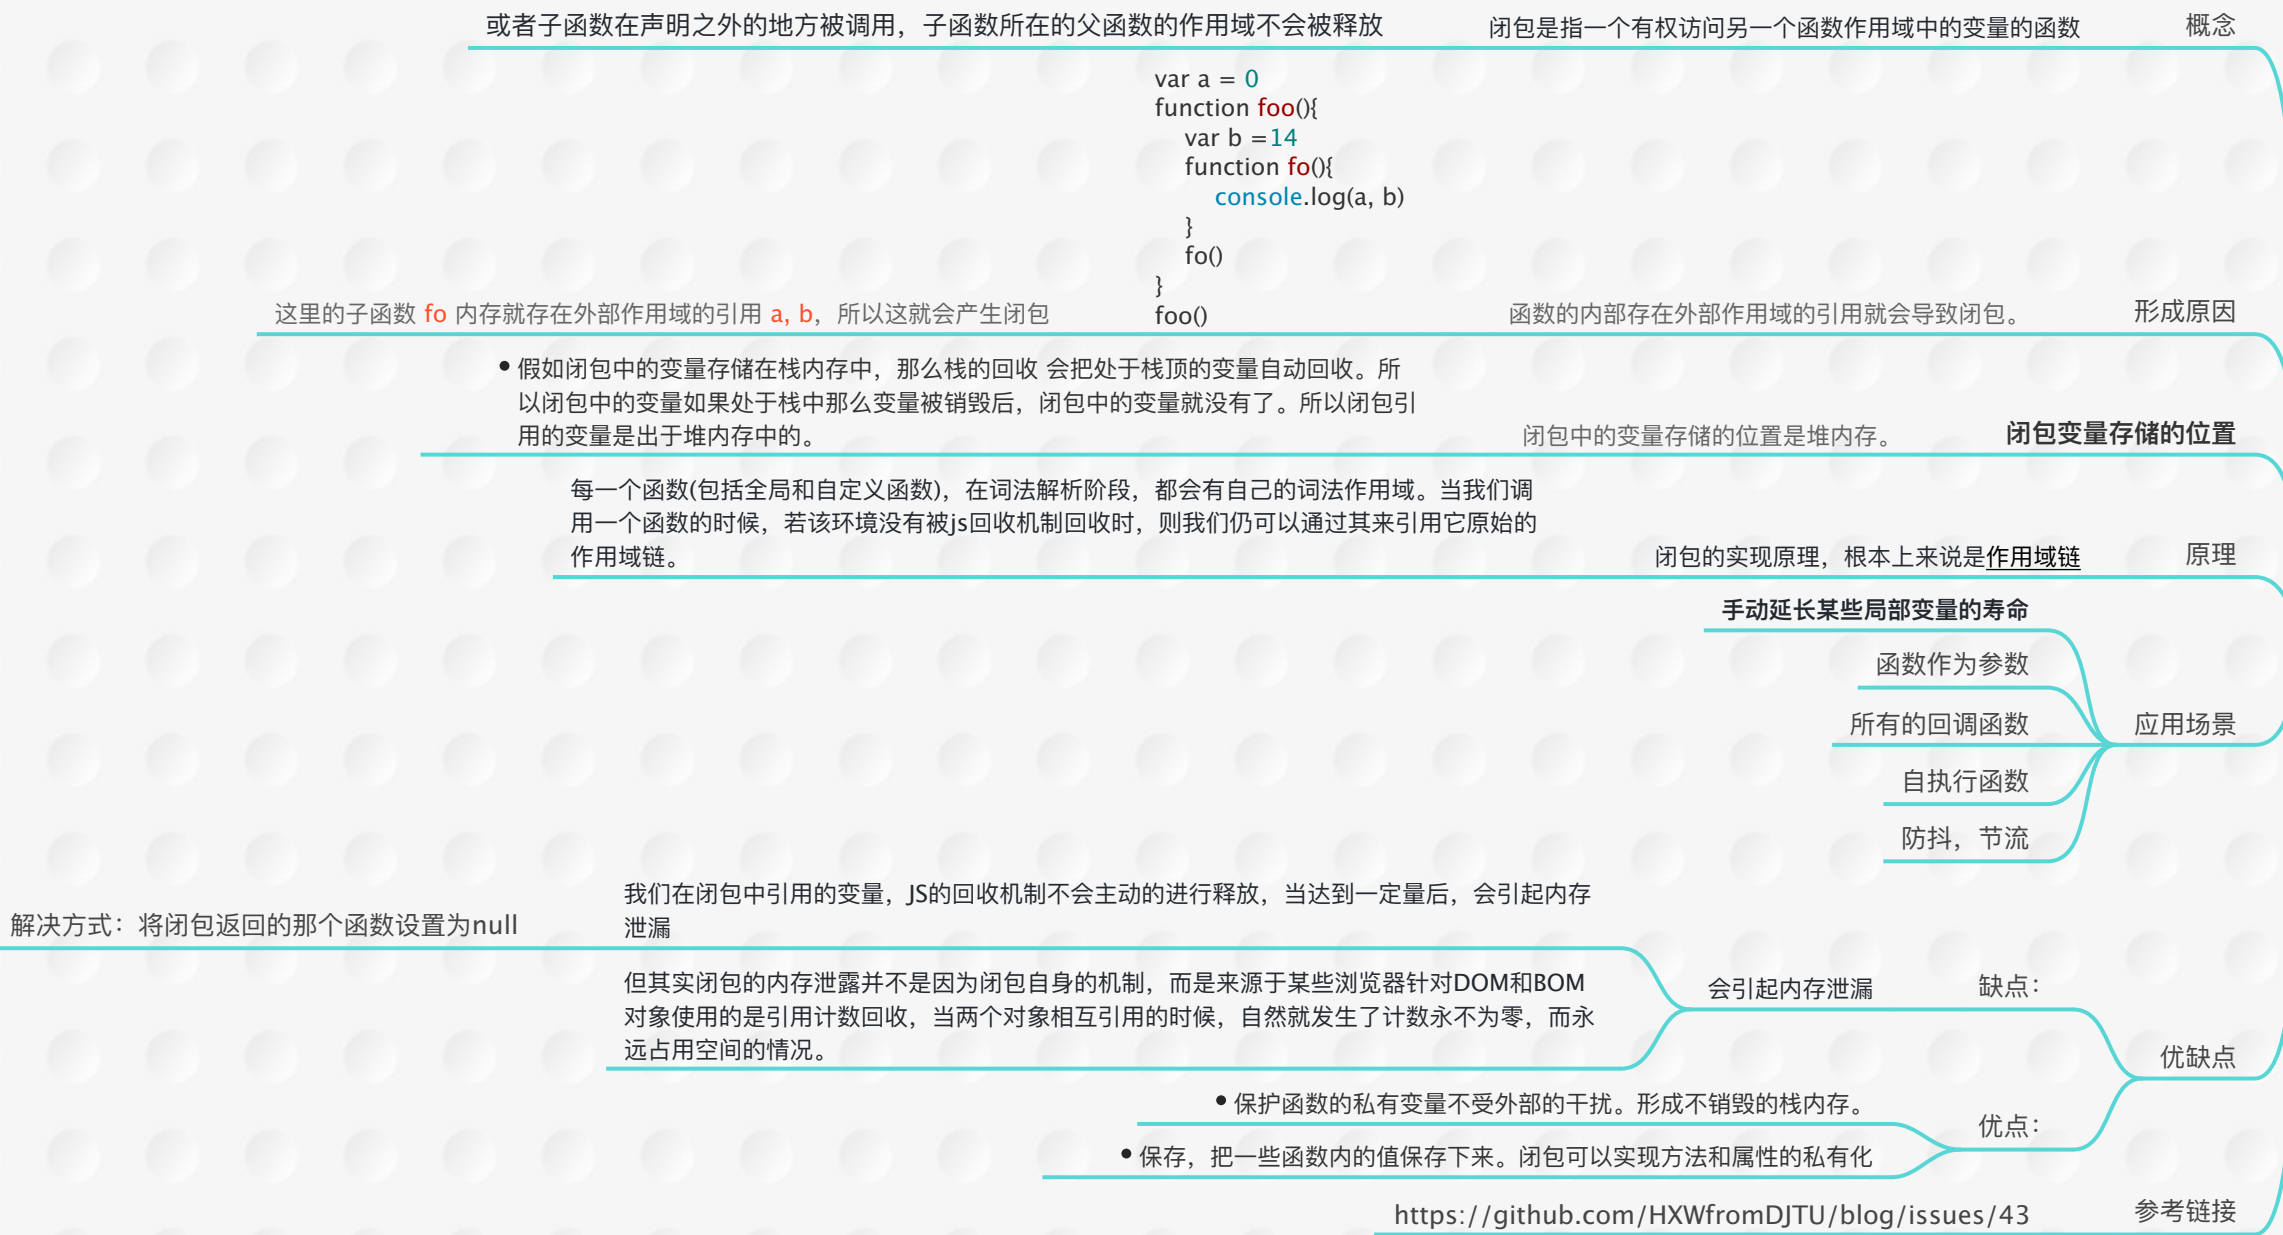 概念
闭包是指一个有权访问另一个函数作用域中的变量的函数
或者子函数在声明之外的地方被调用，子函数所在的父函数的作用域不会被释放
形成原因
函数的内部存在外部作用域的引用就会导致闭包。
var a = 0
function foo(){
var b =14
function fo(){
console.log(a, b)
}
fo()
}
foo()
这里的子函数 fo 内存就存在外部作用域的引用 a, b，所以这就会产生闭包
闭包变量存储的位置
闭包中的变量存储的位置是堆内存。
• 假如闭包中的变量存储在栈内存中，那么栈的回收 会把处于栈顶的变量自动回收。所
以闭包中的变量如果处于栈中那么变量被销毁后，闭包中的变量就没有了。所以闭包引
用的变量是出于堆内存中的。
原理
闭包的实现原理，根本上来说是作用域链
每一个函数(包括全局和自定义函数)，在词法解析阶段，都会有自己的词法作用域。当我们调
用一个函数的时候，若该环境没有被js回收机制回收时，则我们仍可以通过其来引用它原始的
作用域链。
应用场景
手动延长某些局部变量的寿命
函数作为参数
所有的回调函数
自执行函数
防抖，节流
优缺点
缺点：
会引起内存泄漏
我们在闭包中引用的变量，JS的回收机制不会主动的进行释放，当达到一定量后，会引起内存
泄漏
解决方式：将闭包返回的那个函数设置为null
但其实闭包的内存泄露并不是因为闭包自身的机制，而是来源于某些浏览器针对DOM和BOM
对象使用的是引用计数回收，当两个对象相互引用的时候，自然就发生了计数永不为零，而永
远占用空间的情况。
优点：
• 保护函数的私有变量不受外部的干扰。形成不销毁的栈内存。
• 保存，把一些函数内的值保存下来。闭包可以实现方法和属性的私有化
参考链接
https://github.com/HXWfromDJTU/blog/issues/43